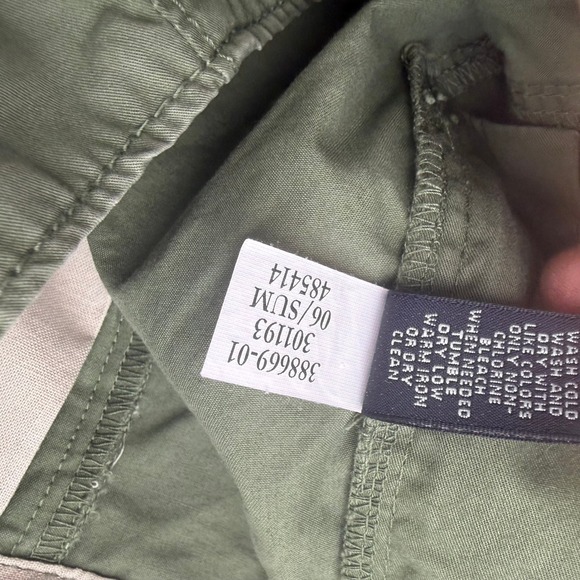 388669-01
301193
06/SUM
485414
WASH COLD
WASH AND
DRY WITH
LIKE COLORS
ONLY NON-
CHLORINE
BLEACH
WHEN NEEDED
TUMBLE
DRY LOW
WARM IRON
OR DRY
CLEAN